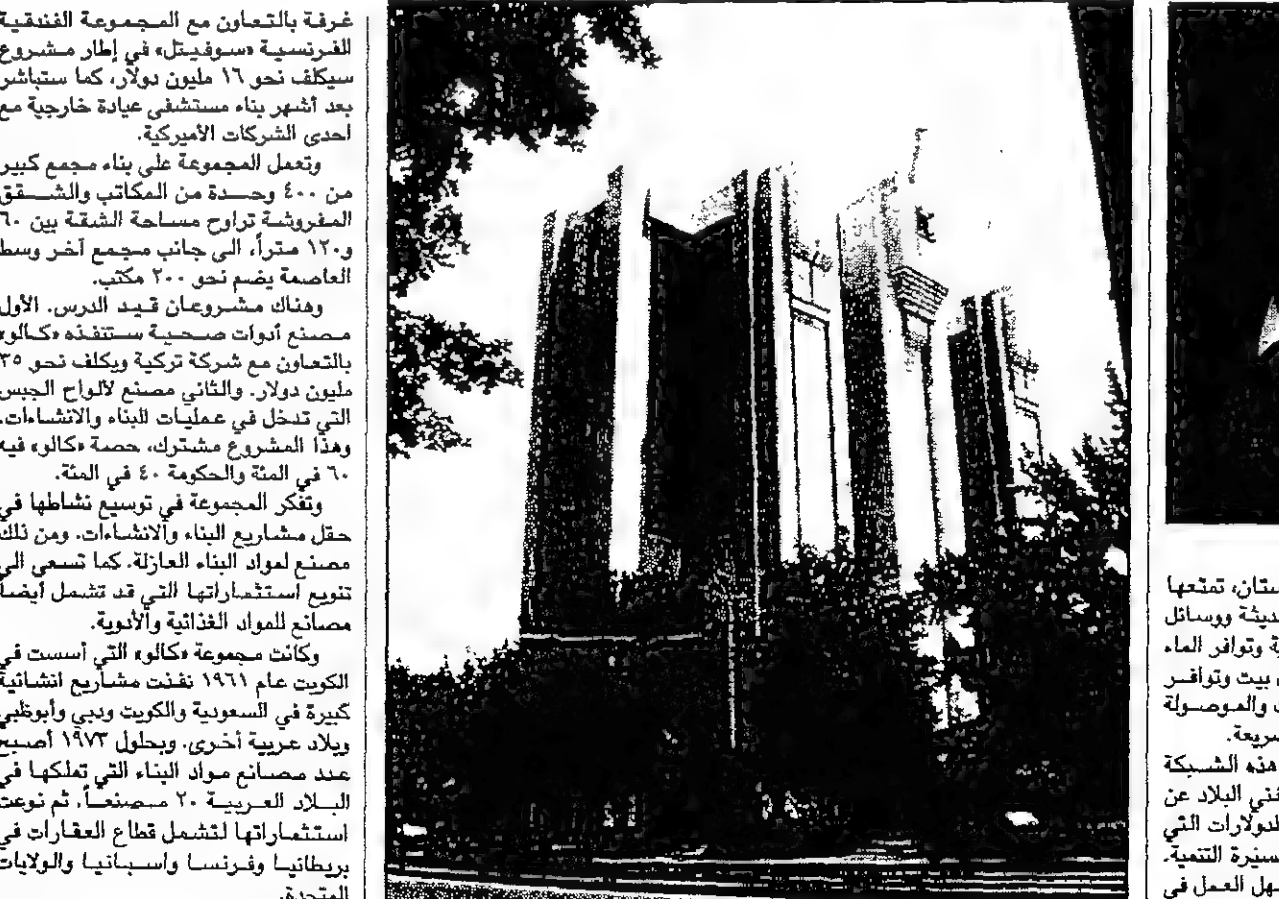 ستان، تمتعها
ديثة ووسائل
ية وتوافر الماء
بيت وتوافر
والموصولة
سريعة.
هذه الشبكة
غني البلاد عن
لدولارات التي
سيرة التنمية.
سهل العمل في
غرفة بالتعاون مع المجموعة الفندقية
الفرنسية «سوفيتل» في إطار مشروع
سيكلف نحو ١٦ مليون دولار، كما ستباشر
بعد أشهر بناء مستشفى عيادة خارجية مع
احدى الشركات الأميركية.
وتعمل المجموعة على بناء مجمع كبير
من ٤٠٠ وحدة من المكاتب والشقق
المفروشة تراوح مساحة الشقة بين ٦٠
و١٢٠ متراً، الى جانب مجمع آخر وسط
العاصمة يضم نحو ٢٠٠ مكتب.
وهناك مشروعان قيد الدرس. الأول
مصنع أدوات صحية ستنفذه «كالو»
بالتعاون مع شركة تركية ويكلف نحو ٣٥
مليون دولار. والثاني مصنع لألواح الجبس
التي تدخل في عمليات البناء والانشاءات.
وهذا المشروع مشترك، حصة «كالو» فيه
٦٠ في المئة والحكومة ٤٠ في المئة.
وتفكر المجموعة في توسيع نشاطها في
حقل مشاريع البناء والانشاءات، ومن ذلك
مصنع لمواد البناء العازلة. كما تسعى الى
تنويع استثماراتها التي قد تشمل أيضاً
مصانع للمواد الغذائية والأدوية.
وكانت مجموعة «كالو» التي أسست في
الكويت عام ١٩٦١ نفذت مشاريع انشائية
كبيرة في السعودية والكويت ودبي وأبوظبي
وبلاد عربية أخرى. وبحلول ١٩٧٣ أصبح
عدد مصانع مواد البناء التي تملكها في
البلاد العربية ٢٠ مصنعاً. ثم نوعت
استثماراتها لتشمل قطاع العقارات في
بريطانيا وفرنسا واسبانيا والولايات
المتحدة.